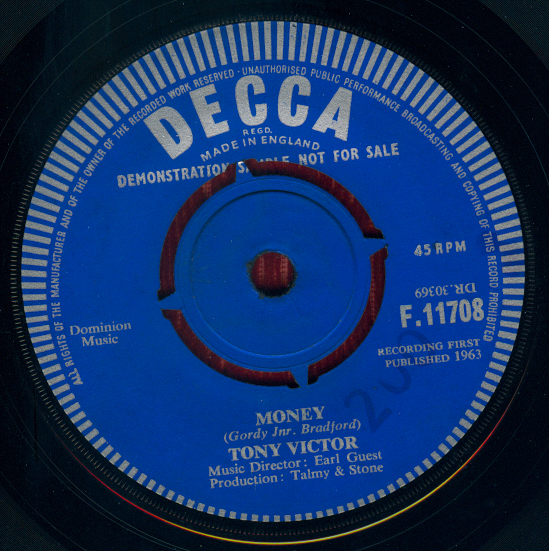 ALL RIGHTS OF THE MANUFACTURER AND OF THE OWNER OF THE RECORDED WORK RESERVED · UNAUTHORISED PUBLIC PERFORMANCE BROADCASTING AND COPYING OF THIS RECORD PROHIBITED
DECCA
REGD.
MADE IN ENGLAND
DEMONSTRATION SAMPLE NOT FOR SALE
45 RPM
DR.30369
F.11708
Dominion
Music
RECORDING FIRST
PUBLISHED 1963
MONEY
(Gordy Jnr. Bradford)
TONY VICTOR
Music Director: Earl Guest
Production: Talmy & Stone